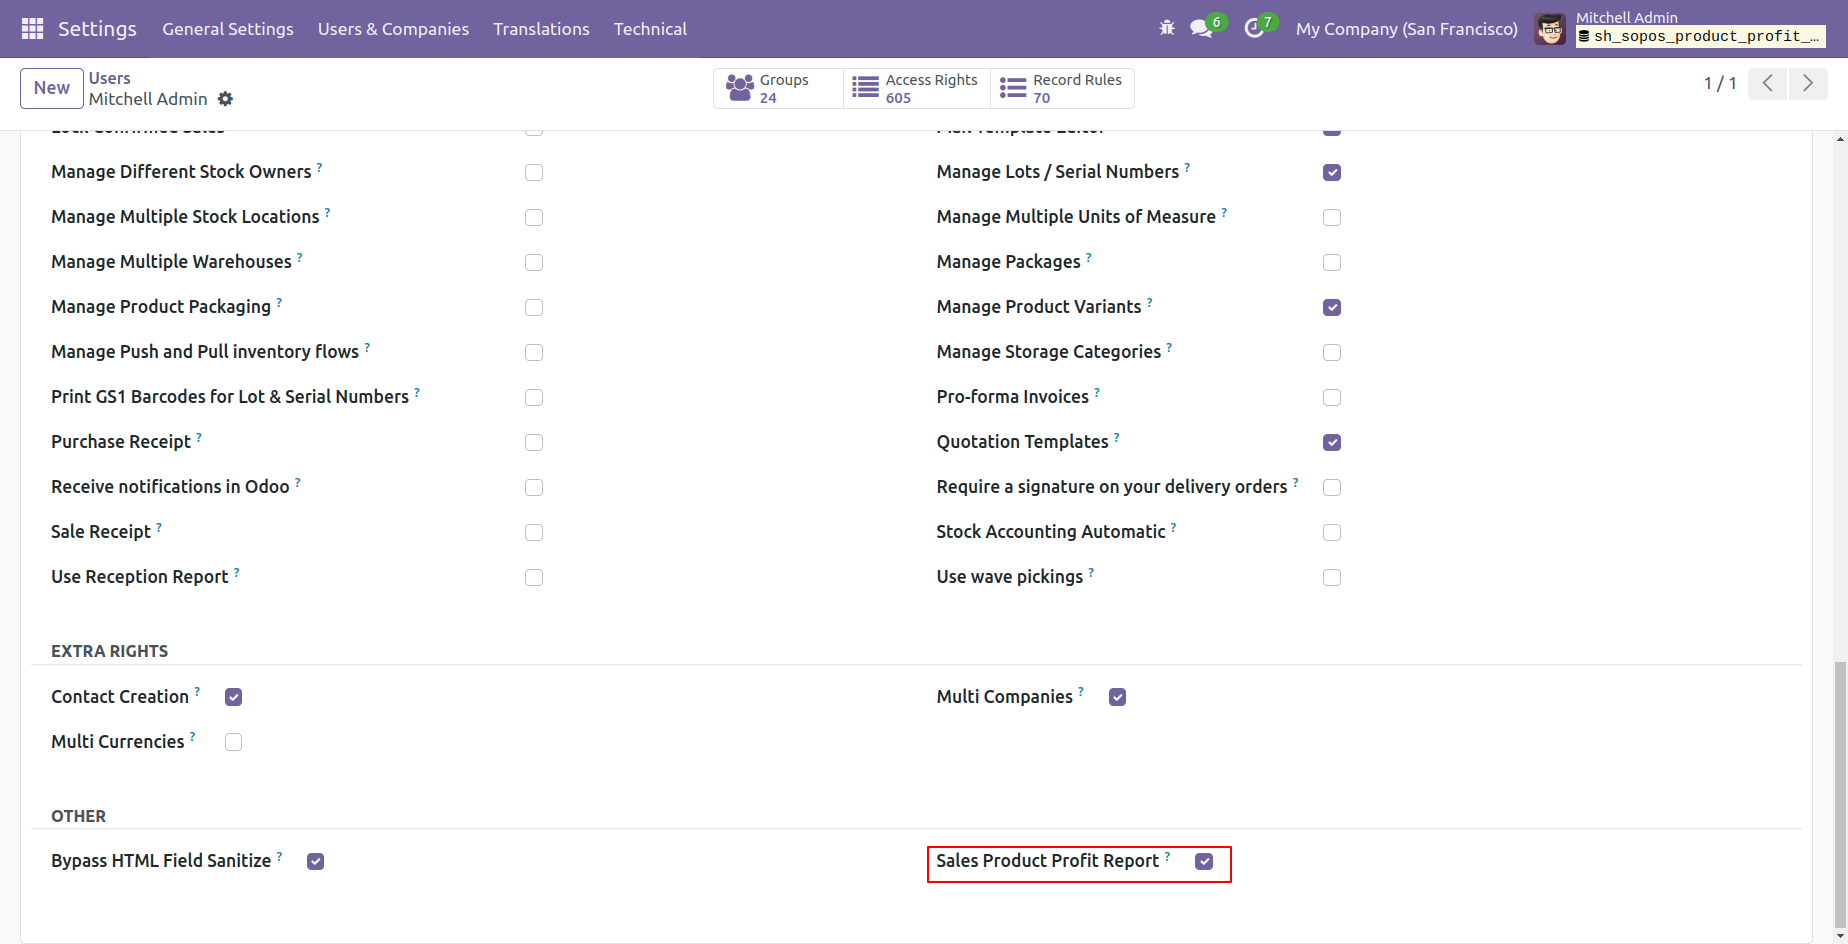 Settings General Settings Users & Companies Translations Technical 6 7 My Company (San Francisco) Mitchell Admin
sh_sopos_product_profit_...
New Users Groups Access Rights Record Rules 1 / 1
Mitchell Admin 24 605 70
Lock Confirmed Sales Mail Template Editor
Manage Different Stock Owners ? Manage Lots / Serial Numbers ?
Manage Multiple Stock Locations ? Manage Multiple Units of Measure ?
Manage Multiple Warehouses ? Manage Packages ?
Manage Product Packaging ? Manage Product Variants ?
Manage Push and Pull inventory flows ? Manage Storage Categories ?
Print GS1 Barcodes for Lot & Serial Numbers ? Pro-forma Invoices ?
Purchase Receipt ? Quotation Templates ?
Receive notifications in Odoo ? Require a signature on your delivery orders ?
Sale Receipt ? Stock Accounting Automatic ?
Use Reception Report ? Use wave pickings ?
EXTRA RIGHTS
Contact Creation ? Multi Companies ?
Multi Currencies ?
OTHER
Bypass HTML Field Sanitize ? Sales Product Profit Report ?